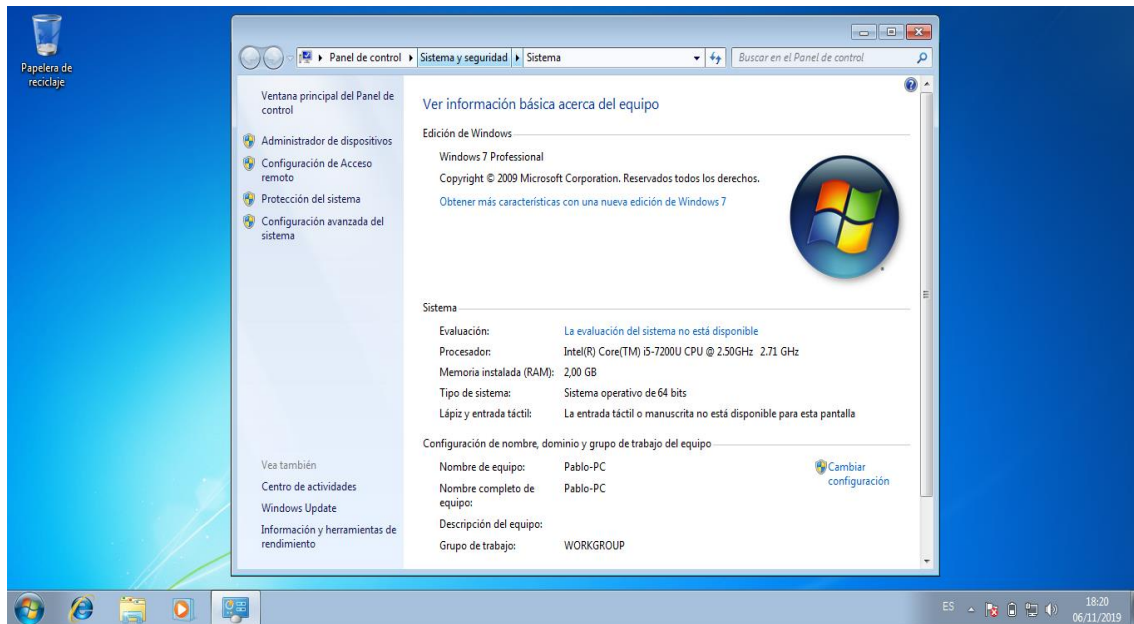 Papelera de
reciclaje
Panel de control
Sistema y seguridad
Sistema
Buscar en el Panel de control
Ventana principal del Panel de
control
Administrador de dispositivos
Configuración de Acceso
remoto
Protección del sistema
Configuración avanzada del
sistema
Vea también
Centro de actividades
Windows Update
Información y herramientas de
rendimiento
Ver información básica acerca del equipo
Edición de Windows
Windows 7 Professional
Copyright © 2009 Microsoft Corporation. Reservados todos los derechos.
Obtener más características con una nueva edición de Windows 7
Sistema
Evaluación: La evaluación del sistema no está disponible
Procesador: Intel(R) Core(TM) i5-7200U CPU @ 2.50GHz 2.71 GHz
Memoria instalada (RAM): 2,00 GB
Tipo de sistema: Sistema operativo de 64 bits
Lápiz y entrada táctil: La entrada táctil o manuscrita no está disponible para esta pantalla
Configuración de nombre, dominio y grupo de trabajo del equipo
Nombre de equipo: Pablo-PC
Cambiar
configuración
Nombre completo de
equipo: Pablo-PC
Descripción del equipo:
Grupo de trabajo: WORKGROUP
ES
18:20
06/11/2019